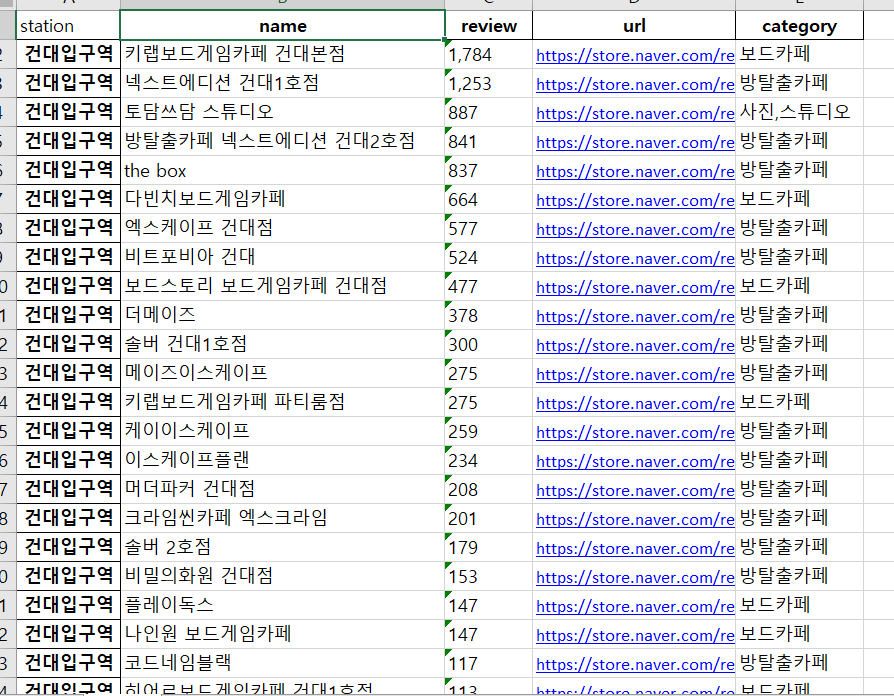 station name review url category
건대입구역 키랩보드게임카페 건대본점 1,784 https://store.naver.com/re 보드카페
건대입구역 넥스트에디션 건대1호점 1,253 https://store.naver.com/re 방탈출카페
건대입구역 토담쓰담 스튜디오 887 https://store.naver.com/re 사진,스튜디오
건대입구역 방탈출카페 넥스트에디션 건대2호점 841 https://store.naver.com/re 방탈출카페
건대입구역 the box 837 https://store.naver.com/re 방탈출카페
건대입구역 다빈치보드게임카페 664 https://store.naver.com/re 보드카페
건대입구역 엑스케이프 건대점 577 https://store.naver.com/re 방탈출카페
건대입구역 비트포비아 건대 524 https://store.naver.com/re 방탈출카페
건대입구역 보드스토리 보드게임카페 건대점 477 https://store.naver.com/re 보드카페
건대입구역 더메이즈 378 https://store.naver.com/re 방탈출카페
건대입구역 솔버 건대1호점 300 https://store.naver.com/re 방탈출카페
건대입구역 메이즈이스케이프 275 https://store.naver.com/re 방탈출카페
건대입구역 키랩보드게임카페 파티룸점 275 https://store.naver.com/re 보드카페
건대입구역 케이이스케이프 259 https://store.naver.com/re 방탈출카페
건대입구역 이스케이프플랜 234 https://store.naver.com/re 방탈출카페
건대입구역 머더파커 건대점 208 https://store.naver.com/re 방탈출카페
건대입구역 크라임씬카페 엑스크라임 201 https://store.naver.com/re 방탈출카페
건대입구역 솔버 2호점 179 https://store.naver.com/re 방탈출카페
건대입구역 비밀의화원 건대점 153 https://store.naver.com/re 방탈출카페
건대입구역 플레이독스 147 https://store.naver.com/re 보드카페
건대입구역 나인원 보드게임카페 147 https://store.naver.com/re 보드카페
건대입구역 코드네임블랙 117 https://store.naver.com/re 방탈출카페
건대입구역 히어로보드게임카페 건대1호점 113 https://store.naver.com/re 보드카페